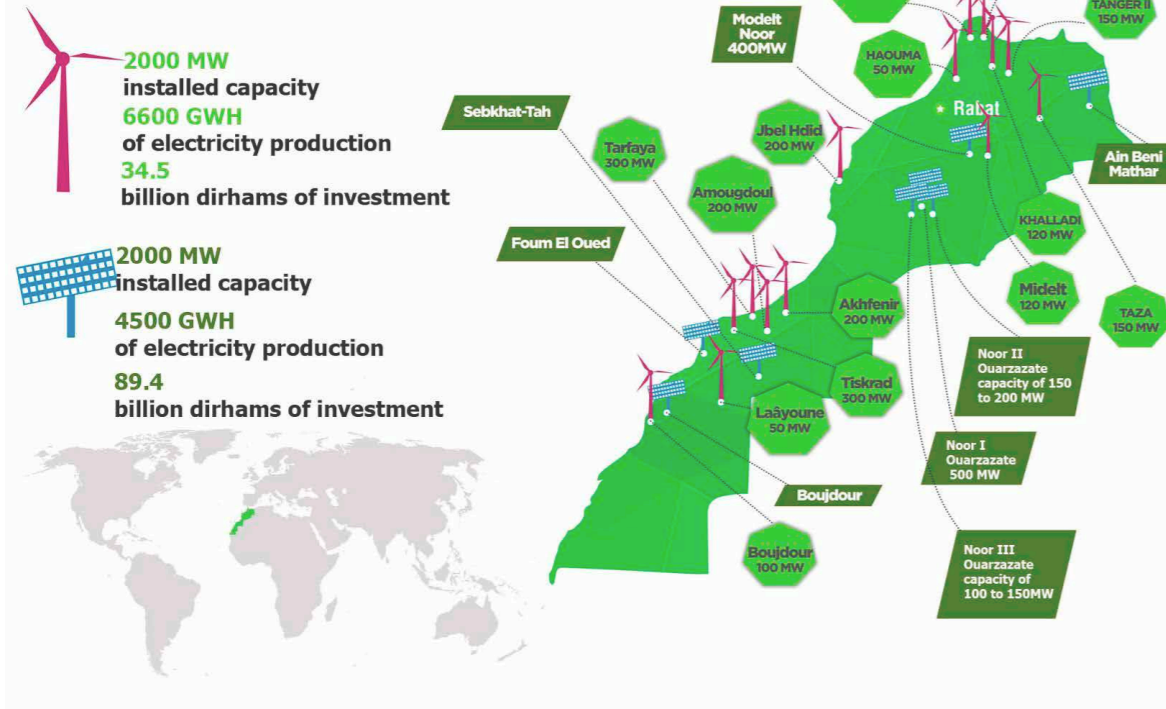 2000 MW
installed capacity
6600 GWH
of electricity production
34.5
billion dirhams of investment
2000 MW
installed capacity
4500 GWH
of electricity production
89.4
billion dirhams of investment
Modelt
Noor
400MW
TANGER II
150 MW
HAOUMA
50 MW
Rabat
Sebkhat-Tah
Tarfaya
300 MW
Jbel Hdid
200 MW
Ain Beni
Mathar
Amougdoul
200 MW
KHALLADI
120 MW
Foum El Oued
Midelt
120 MW
Akhfenir
200 MW
TAZA
150 MW
Noor II
Ouarzazate
capacity of 150
to 200 MW
Tiskrad
300 MW
Laâyoune
50 MW
Noor I
Ouarzazate
500 MW
Boujdour
Boujdour
100 MW
Noor III
Ouarzazate
capacity of
100 to 150MW